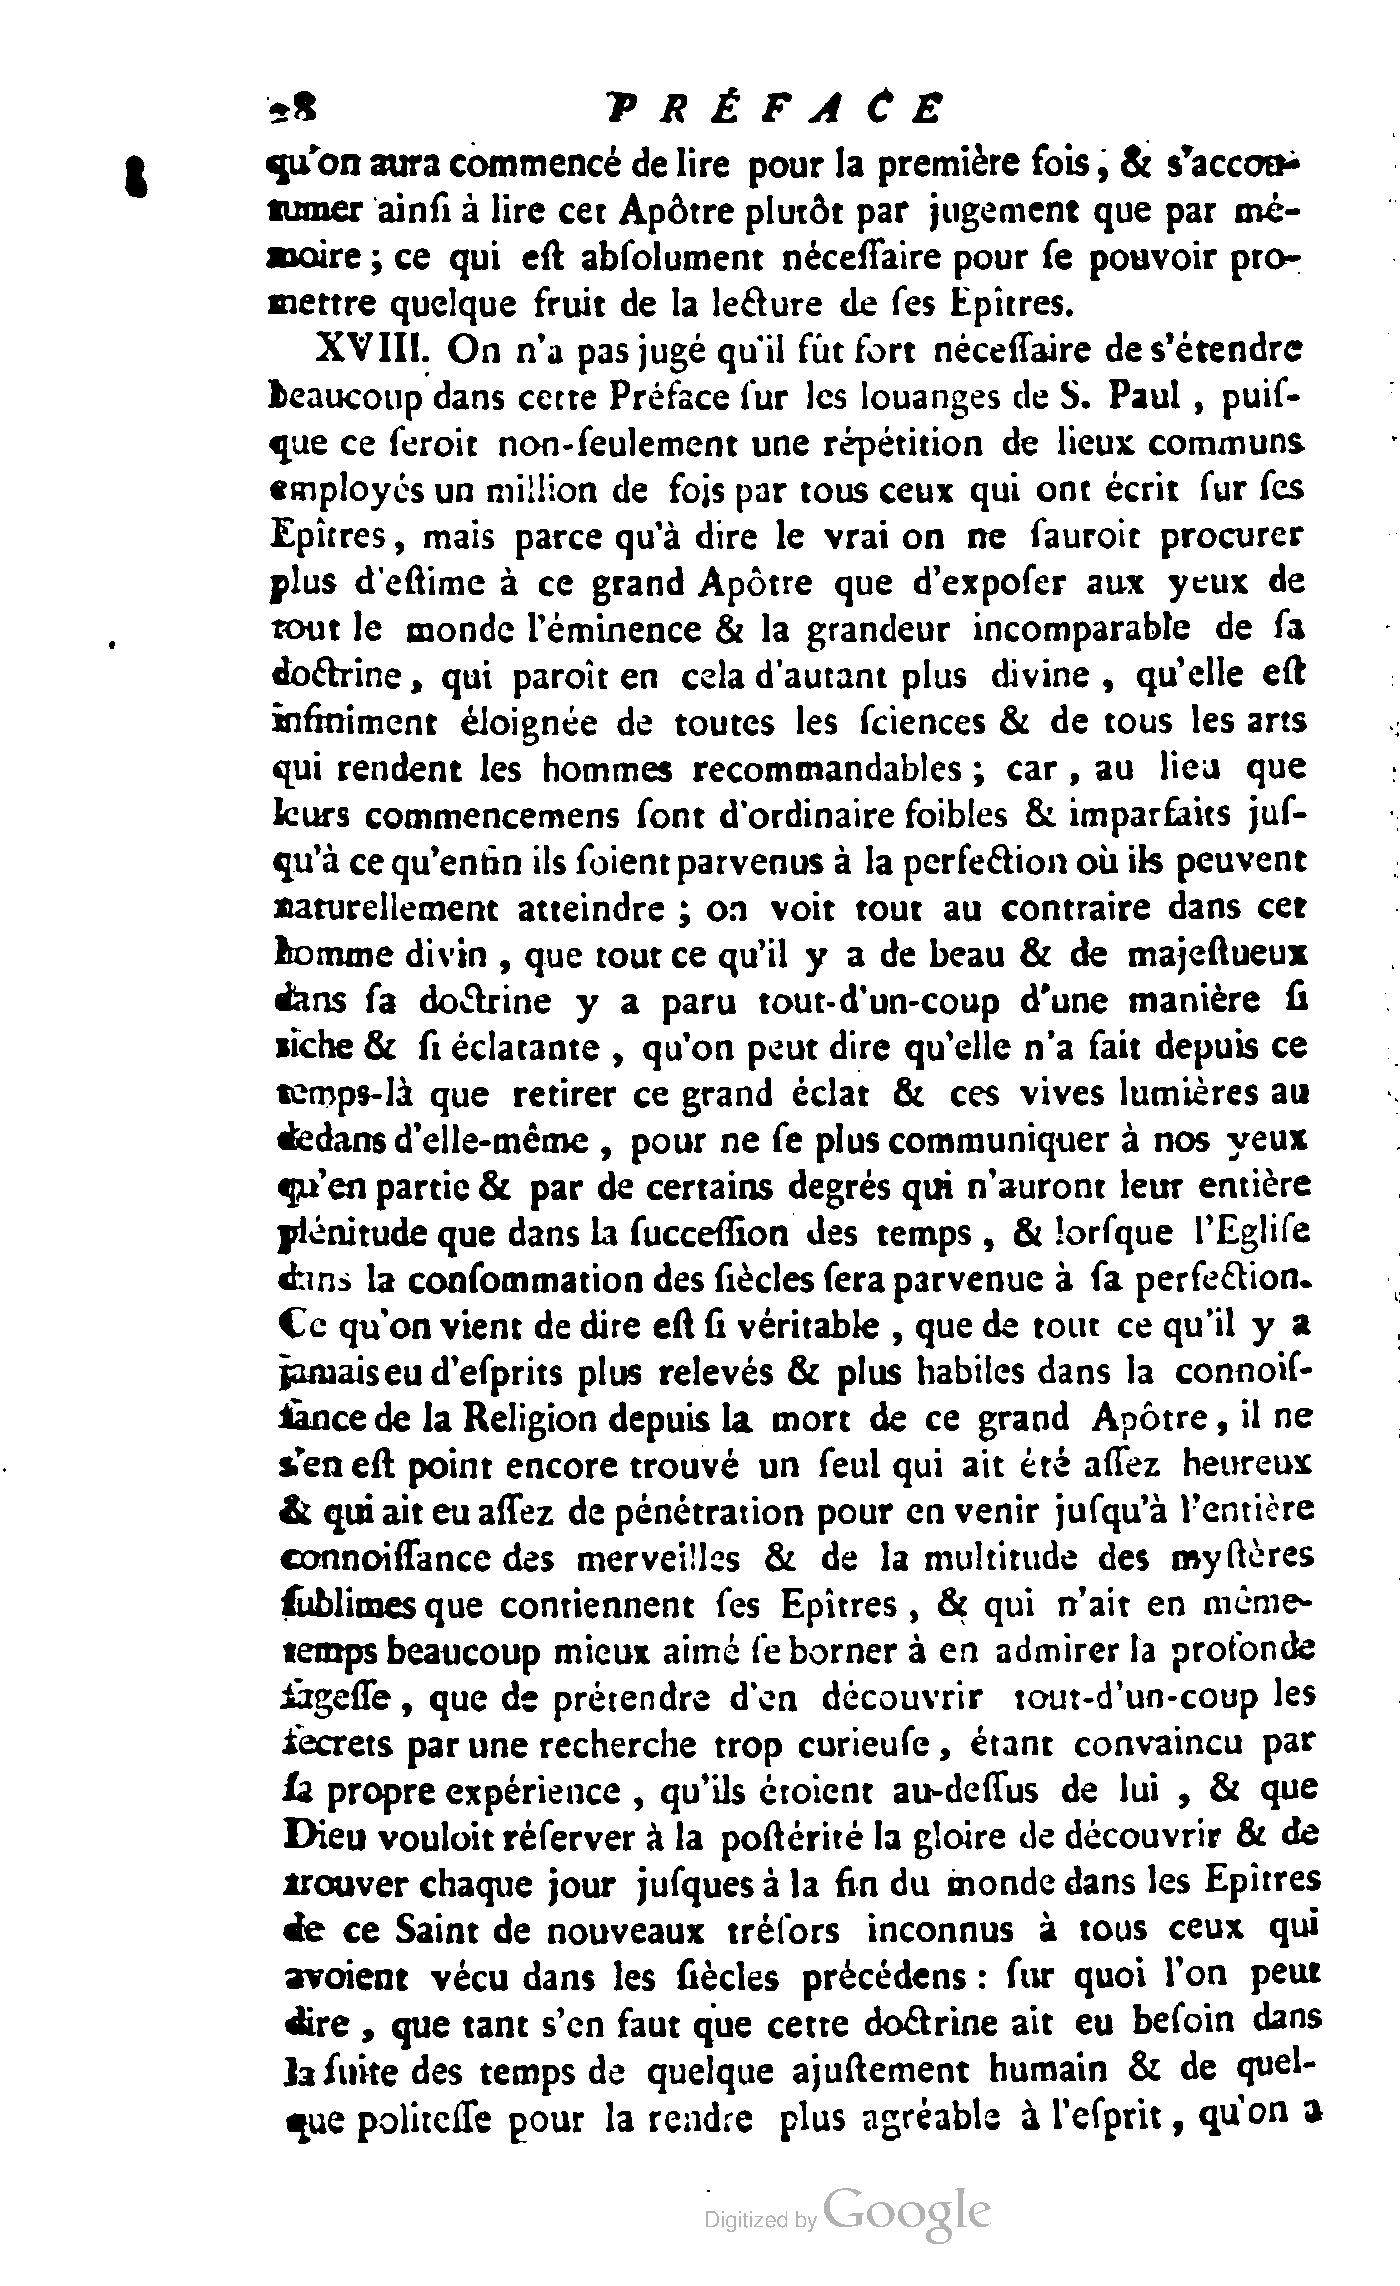 28 PRÉFACE
qu'on aura commencé de lire pour la première fois, & s'accou-
tumer ainſi à lire cet Apôtre plutôt par jugement que par mé-
moire ; ce qui eſt abſolument néceſſaire pour ſe pouvoir pro-
mettre quelque fruit de la lecture de ſes Epîtres.
XVIII. On n'a pas jugé qu'il fût fort néceſſaire de s'étendre
beaucoup dans cette Préface ſur les louanges de S. Paul , puiſ-
que ce ſeroit non-ſeulement une répétition de lieux communs
employés un million de fois par tous ceux qui ont écrit ſur ſes
Epîtres, mais parce qu'à dire le vrai on ne ſauroit procurer
plus d'eſtime à ce grand Apôtre que d'expoſer aux yeux de
tout le monde l'éminence & la grandeur incomparable de ſa
doctrine, qui paroît en cela d'autant plus divine , qu'elle eſt
infiniment éloignée de toutes les ſciences & de tous les arts
qui rendent les hommes recommandables ; car , au lieu que
leurs commencemens ſont d'ordinaire foibles & imparfaits juſ-
qu'à ce qu'enfin ils ſoient parvenus à la perfection où ils peuvent
naturellement atteindre ; on voit tout au contraire dans cet
homme divin , que tout ce qu'il y a de beau & de majeſtueux
dans ſa doctrine y a paru tout-d'un-coup d'une manière ſi
riche & ſi éclatante , qu'on peut dire qu'elle n'a fait depuis ce
temps-là que retirer ce grand éclat & ces vives lumières au
dedans d'elle-même , pour ne ſe plus communiquer à nos yeux
qu'en partie & par de certains degrés qui n'auront leur entière
plénitude que dans la ſucceſſion des temps , & lorſque l'Egliſe
dans la conſommation des ſiècles ſera parvenue à ſa perfection.
Ce qu'on vient de dire eſt ſi véritable , que de tout ce qu'il y a
jamais eu d'eſprits plus relevés & plus habiles dans la connoiſ-
ſance de la Religion depuis la mort de ce grand Apôtre, il ne
s'en eſt point encore trouvé un ſeul qui ait été aſſez heureux
& qui ait eu aſſez de pénétration pour en venir juſqu'à l'entière
connoiſſance des merveilles & de la multitude des myſtères
ſublimes que contiennent ſes Epîtres , & qui n'ait en même-
temps beaucoup mieux aimé ſe borner à en admirer la profonde
ſageſſe , que de prétendre d'en découvrir tout-d'un-coup les
ſecrets par une recherche trop curieuſe, étant convaincu par
ſa propre expérience , qu'ils étoient au-deſſus de lui , & que
Dieu vouloit réſerver à la poſtérité la gloire de découvrir & de
trouver chaque jour juſques à la fin du monde dans les Epîtres
de ce Saint de nouveaux tréſors inconnus à tous ceux qui
avoient vécu dans les ſiècles précédens : ſur quoi l'on peut
dire , que tant s'en faut que cette doctrine ait eu beſoin dans
la ſuite des temps de quelque ajuſtement humain & de quel-
que politeſſe pour la rendre plus agréable à l'eſprit, qu'on a
Digitized by Google